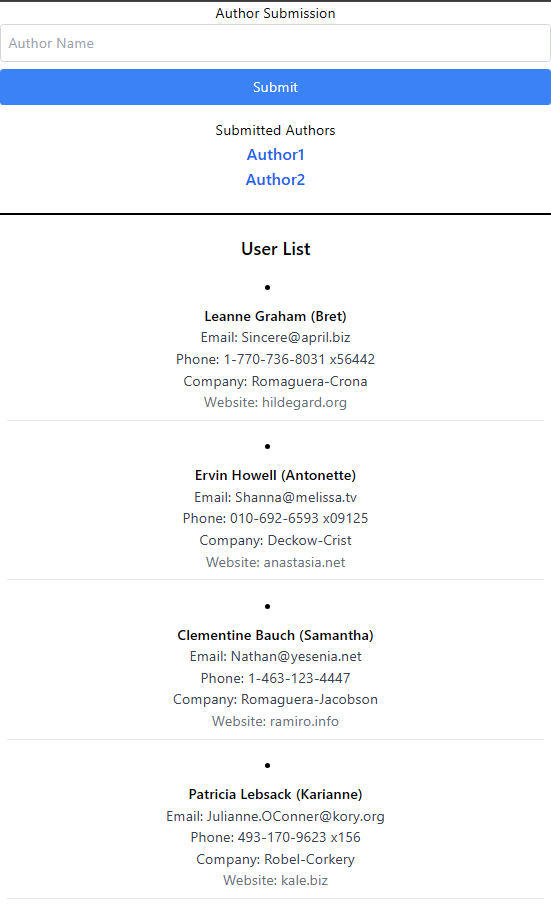 Author Submission
Author Name
Submit
Submitted Authors
Author1
Author2
User List
Leanne Graham (Bret)
Email: Sincere@april.biz
Phone: 1-770-736-8031 x56442
Company: Romaguera-Crona
Website: hildegard.org
Ervin Howell (Antonette)
Email: Shanna@melissa.tv
Phone: 010-692-6593 x09125
Company: Deckow-Crist
Website: anastasia.net
Clementine Bauch (Samantha)
Email: Nathan@yesenia.net
Phone: 1-463-123-4447
Company: Romaguera-Jacobson
Website: ramiro.info
Patricia Lebsack (Karianne)
Email: Julianne.OConner@kory.org
Phone: 493-170-9623 x156
Company: Robel-Corkery
Website: kale.biz